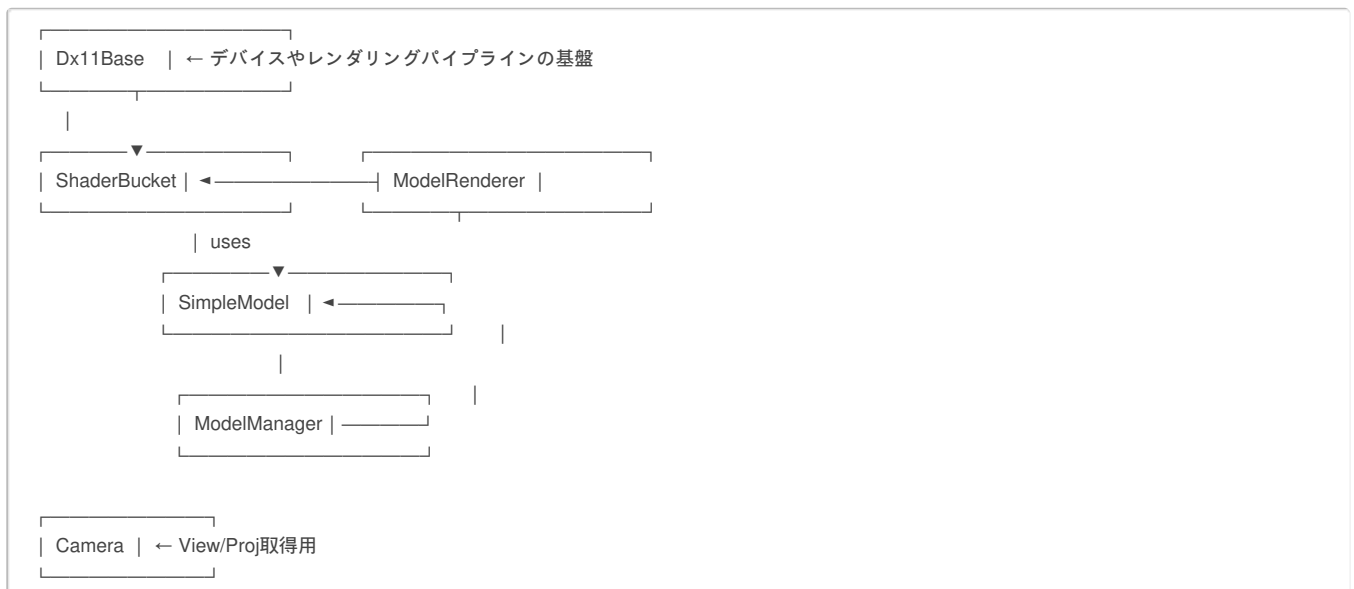 | Dx11Base | ← デバイスやレンダリングパイプラインの基盤
| ShaderBucket | ◄ ModelRenderer |
| uses
| SimpleModel | ◄
| ModelManager |
| Camera | ← View/Proj取得用